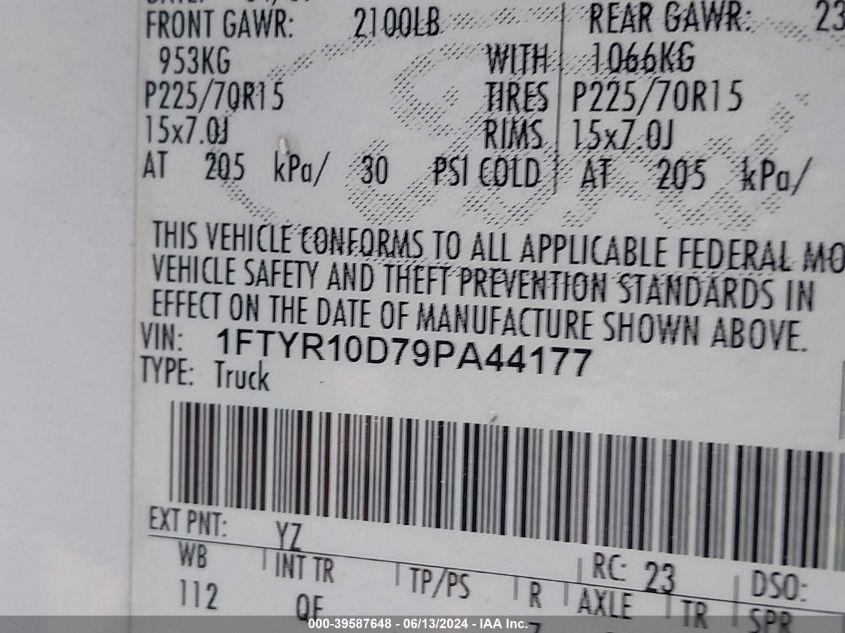 FRONT GAWR: 2100LB REAR GAWR: 23
953KG WITH 1066KG
P225/70R15 TIRES P225/70R15
15x7.0J RIMS 15x7.0J
AT 205 kPa/ 30 PSI COLD AT 205 kPa/
THIS VEHICLE CONFORMS TO ALL APPLICABLE FEDERAL MO
VEHICLE SAFETY AND THEFT PREVENTION STANDARDS IN
EFFECT ON THE DATE OF MANUFACTURE SHOWN ABOVE.
VIN: 1FTYR10D79PA44177
TYPE: Truck
EXT PNT: YZ RC: 23 DSO:
WB INT TR TP/PS R AXLE TR SPR
112 QF
000-39587648 - 06/13/2024 - IAA Inc.